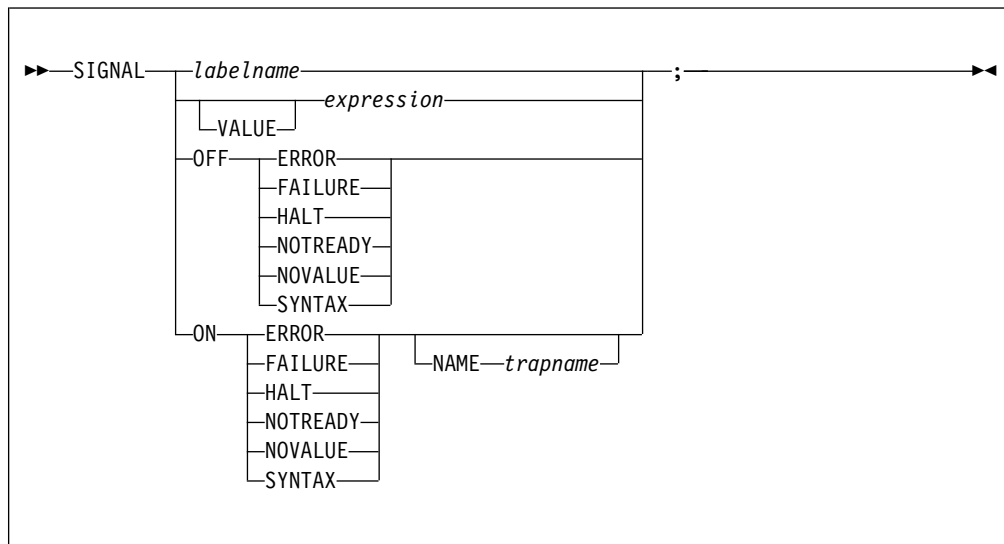 SIGNAL labelname ;
expression
VALUE
OFF ERROR
FAILURE
HALT
NOTREADY
NOVALUE
SYNTAX
ON ERROR
FAILURE NAME trapname
HALT
NOTREADY
NOVALUE
SYNTAX